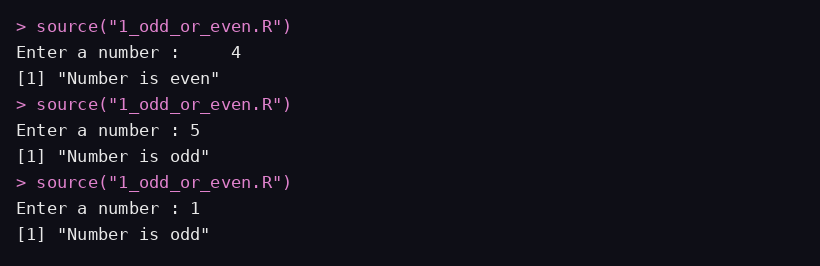 > source("1_odd_or_even.R")
Enter a number :     4
[1] "Number is even"
> source("1_odd_or_even.R")
Enter a number : 5
[1] "Number is odd"
> source("1_odd_or_even.R")
Enter a number : 1
[1] "Number is odd"